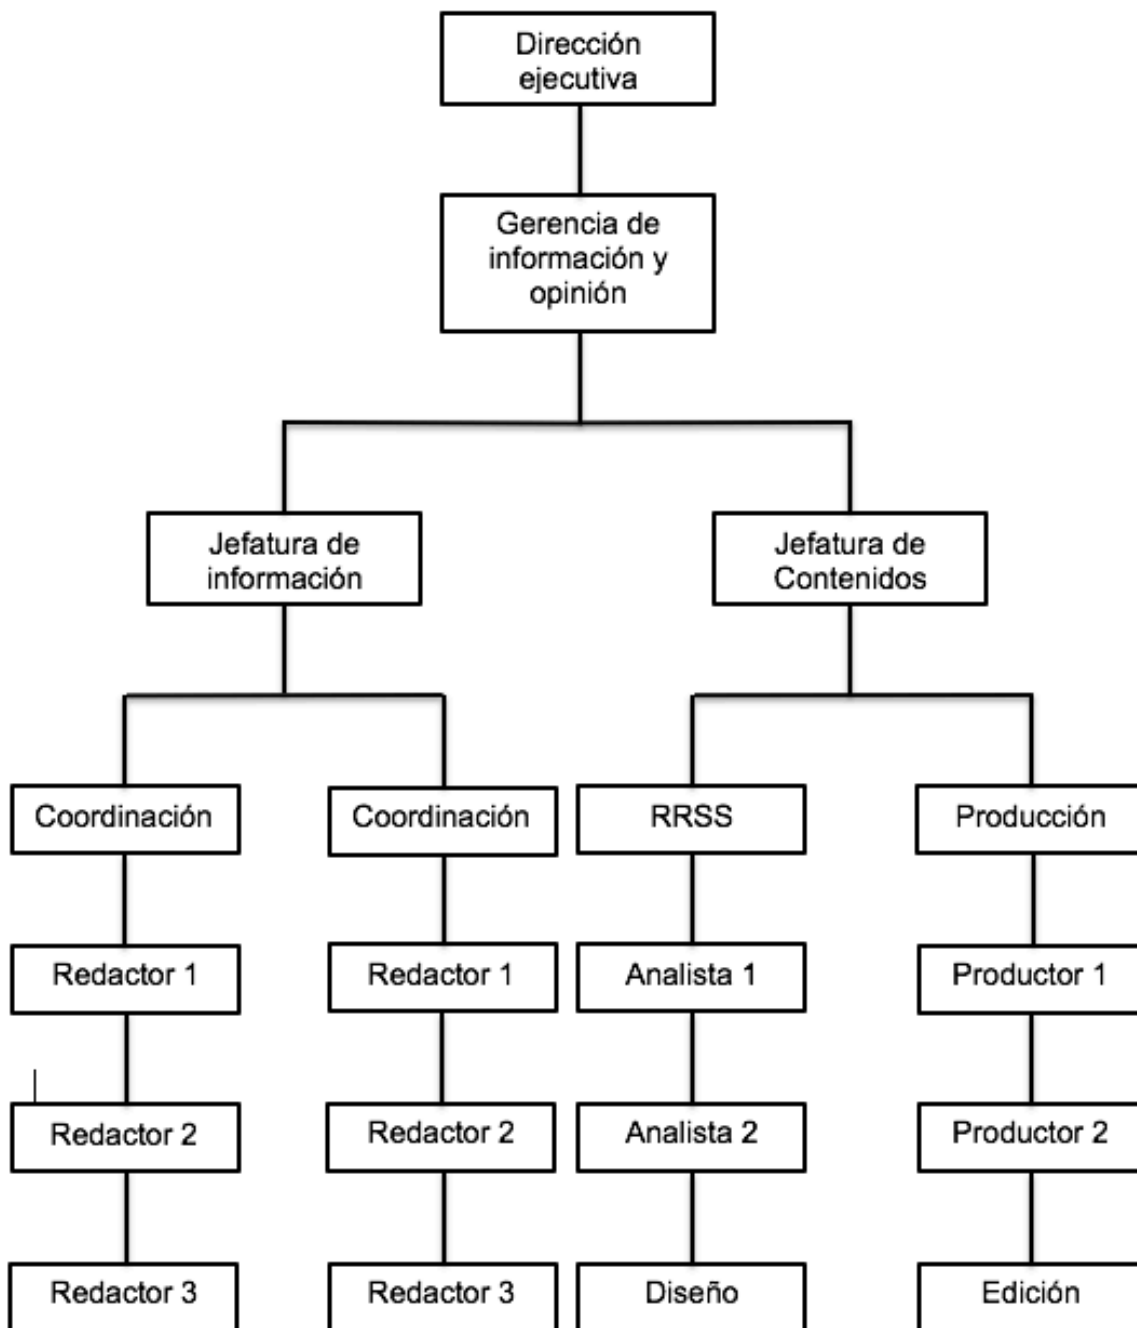 Dirección
ejecutiva
Gerencia de
información y
opinión
Jefatura de
información
Jefatura de
Contenidos
Coordinación
Coordinación
RRSS
Producción
Redactor 1
Redactor 1
Analista 1
Productor 1
Redactor 2
Redactor 2
Analista 2
Productor 2
Redactor 3
Redactor 3
Diseño
Edición